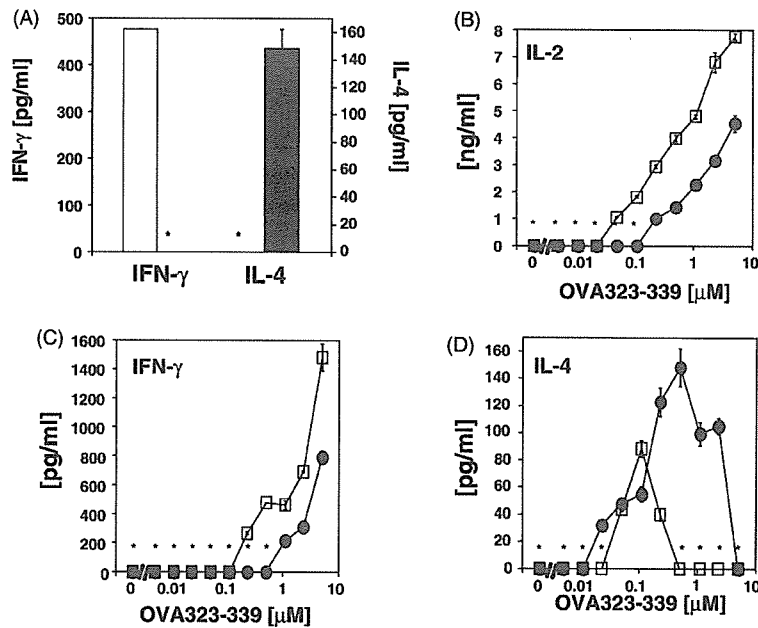 (A)
500
400
300
200
100
0
IFN-γ [pg/ml]
160
140
120
100
80
60
40
20
0
IL-4 [pg/ml]
* *
IFN-γ IL-4
(B)
IL-2
8
7
6
5
4
3
2
1
0
[ng/ml]
* * * * * *
0 0.01 0.1 1 10
OVA323-339 [μM]
(C)
IFN-γ
1600
1400
1200
1000
800
600
400
200
0
[pg/ml]
* * * * * * * *
0 0.01 0.1 1 10
OVA323-339 [μM]
(D)
IL-4
160
140
120
100
80
60
40
20
0
[pg/ml]
* * * * * * * *
0 0.01 0.1 1 10
OVA323-339 [μM]